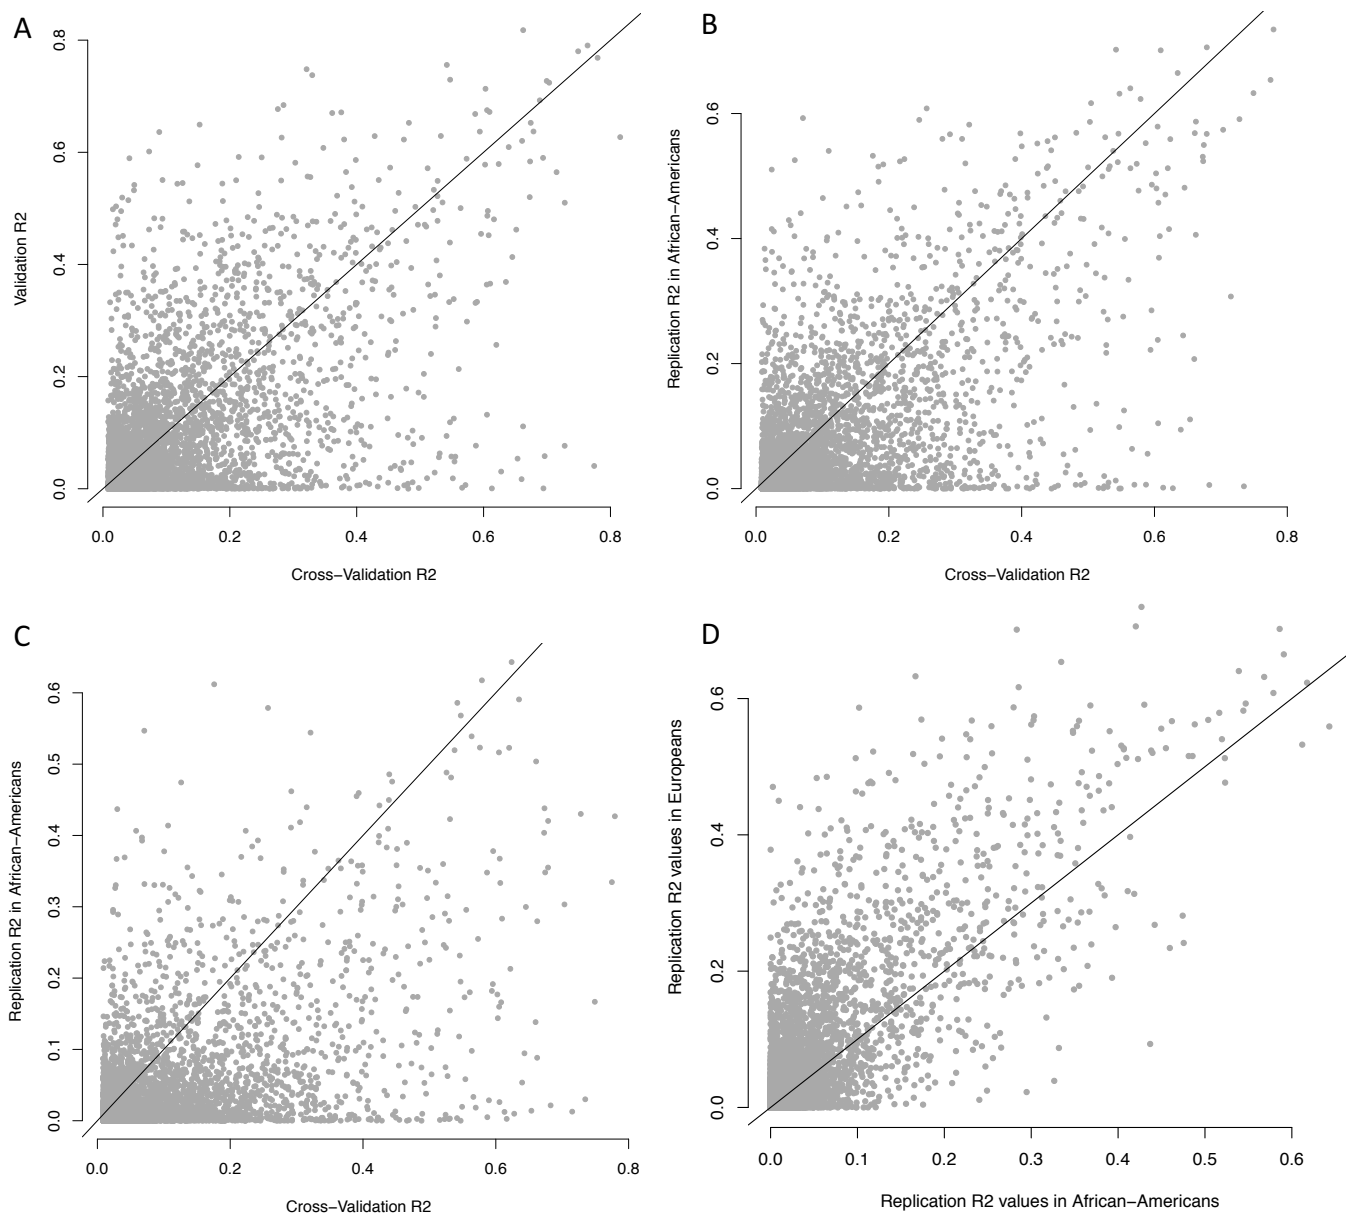 A
Validation R2
0.0 0.2 0.4 0.6 0.8
0.0 0.2 0.4 0.6 0.8
Cross−Validation R2
B
Replication R2 in African−Americans
0.0 0.2 0.4 0.6
0.0 0.2 0.4 0.6 0.8
Cross−Validation R2
C
Replication R2 in African−Americans
0.0 0.1 0.2 0.3 0.4 0.5 0.6
0.0 0.2 0.4 0.6 0.8
Cross−Validation R2
D
Replication R2 values in Europeans
0.0 0.2 0.4 0.6
0.0 0.1 0.2 0.3 0.4 0.5 0.6
Replication R2 values in African−Americans